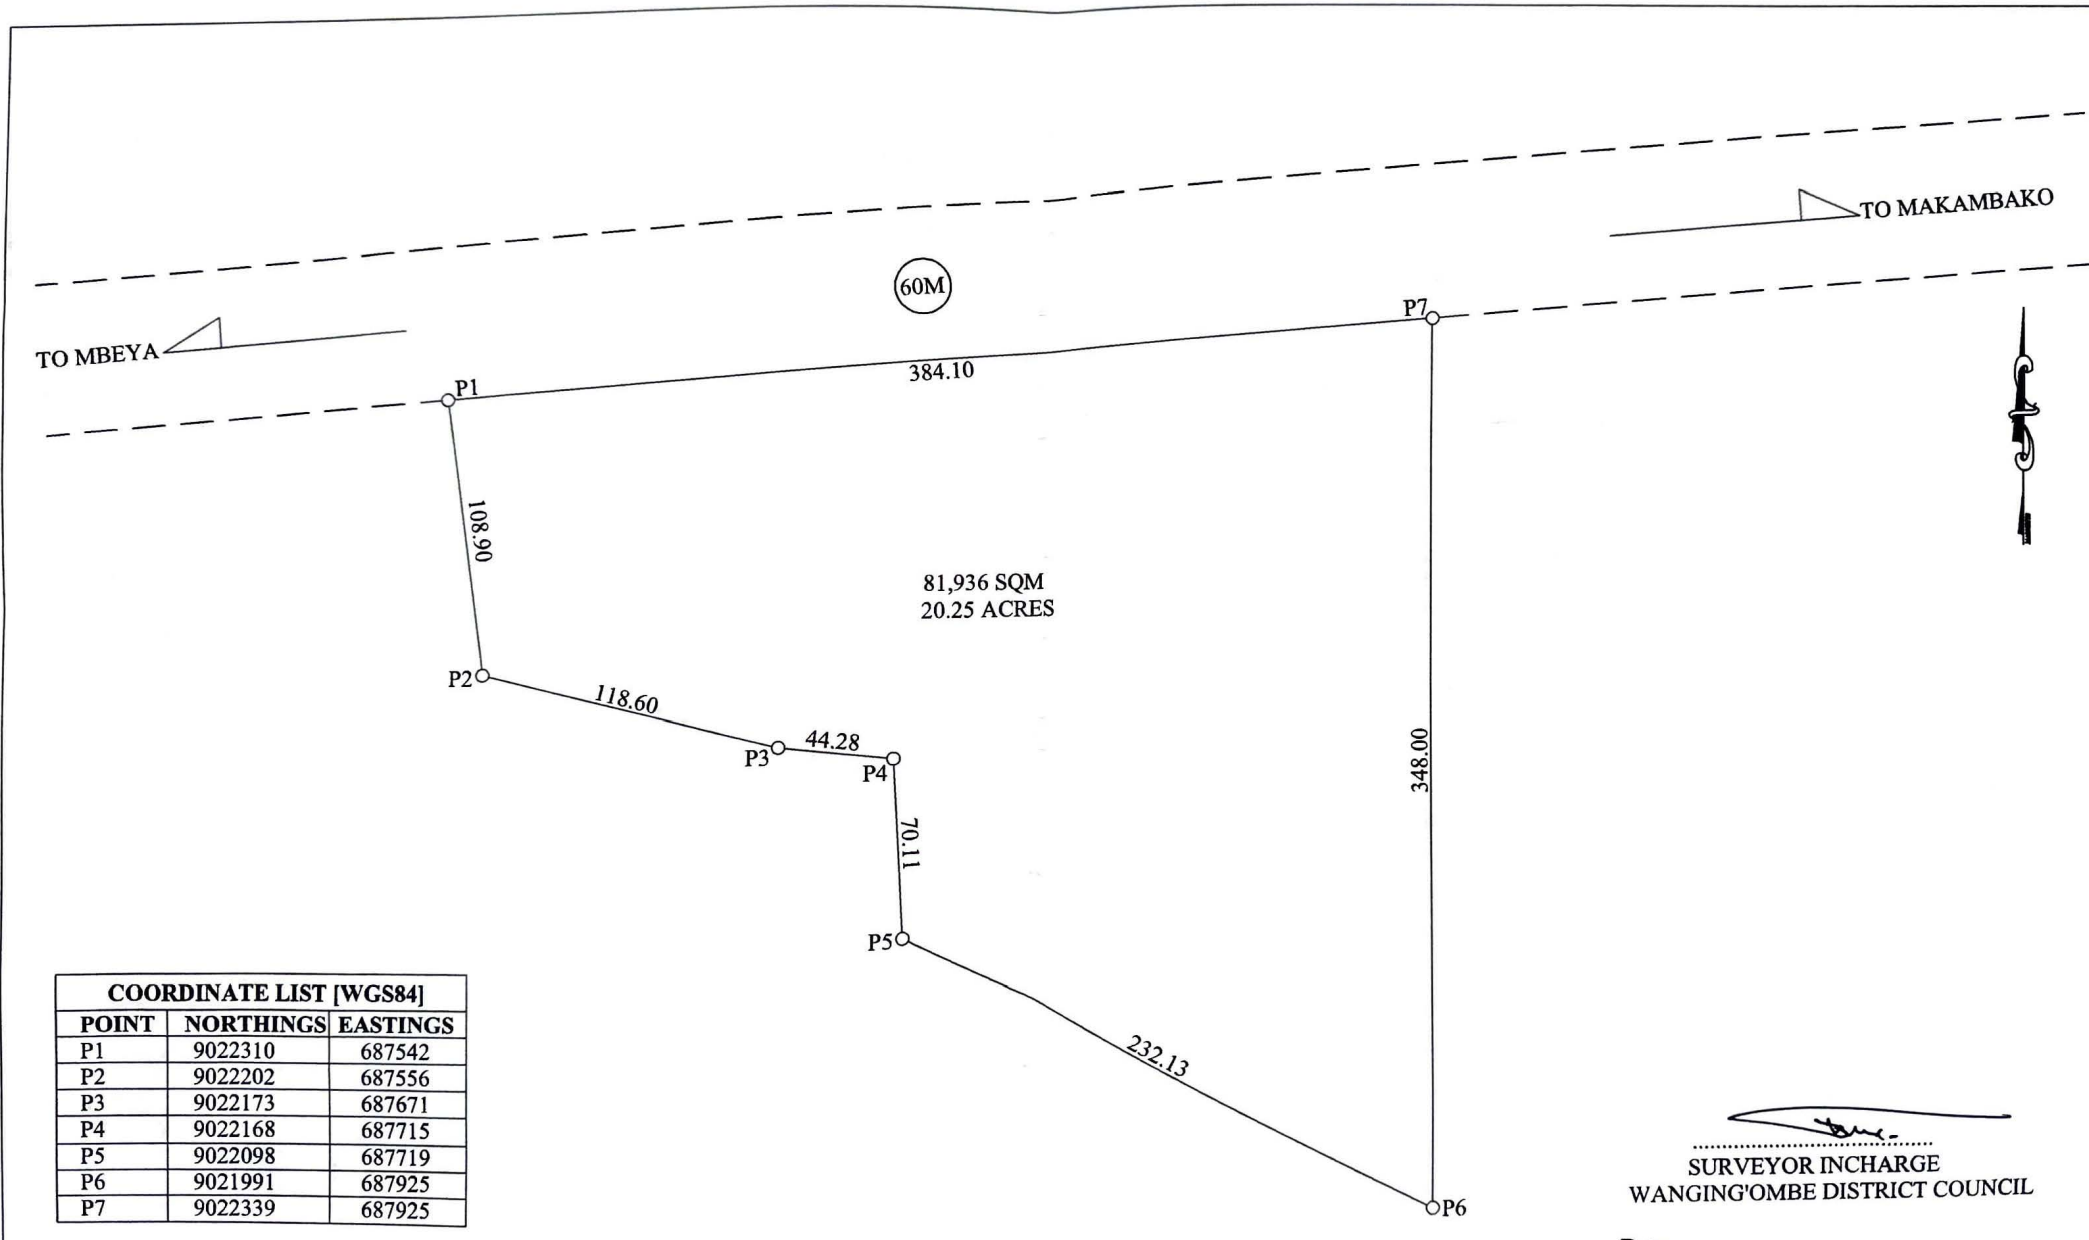 TO MAKAMBAKO
60M
P7
TO MBEYA
P1
384.10
108.90
81,936 SQM
20.25 ACRES
P2
118.60
P3
44.28
P4
348.00
70.11
P5
232.13
P6
COORDINATE LIST [WGS84]
POINT NORTHINGS EASTINGS
P1 9022310 687542
P2 9022202 687556
P3 9022173 687671
P4 9022168 687715
P5 9022098 687719
P6 9021991 687925
P7 9022339 687925
SURVEYOR INCHARGE
WANGING'OMBE DISTRICT COUNCIL